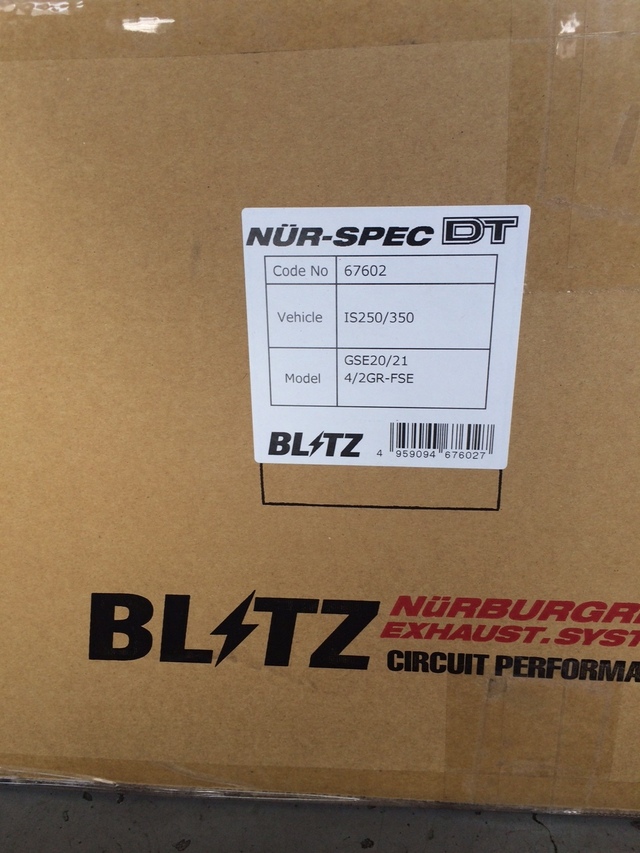 NÜR-SPEC DT
Code No 67602
Vehicle IS250/350
Model GSE20/21
4/2GR-FSE
BLITZ 4 959094 676027
BLITZ NÜRBURGRI
EXHAUST.SYST
CIRCUIT PERFORMA